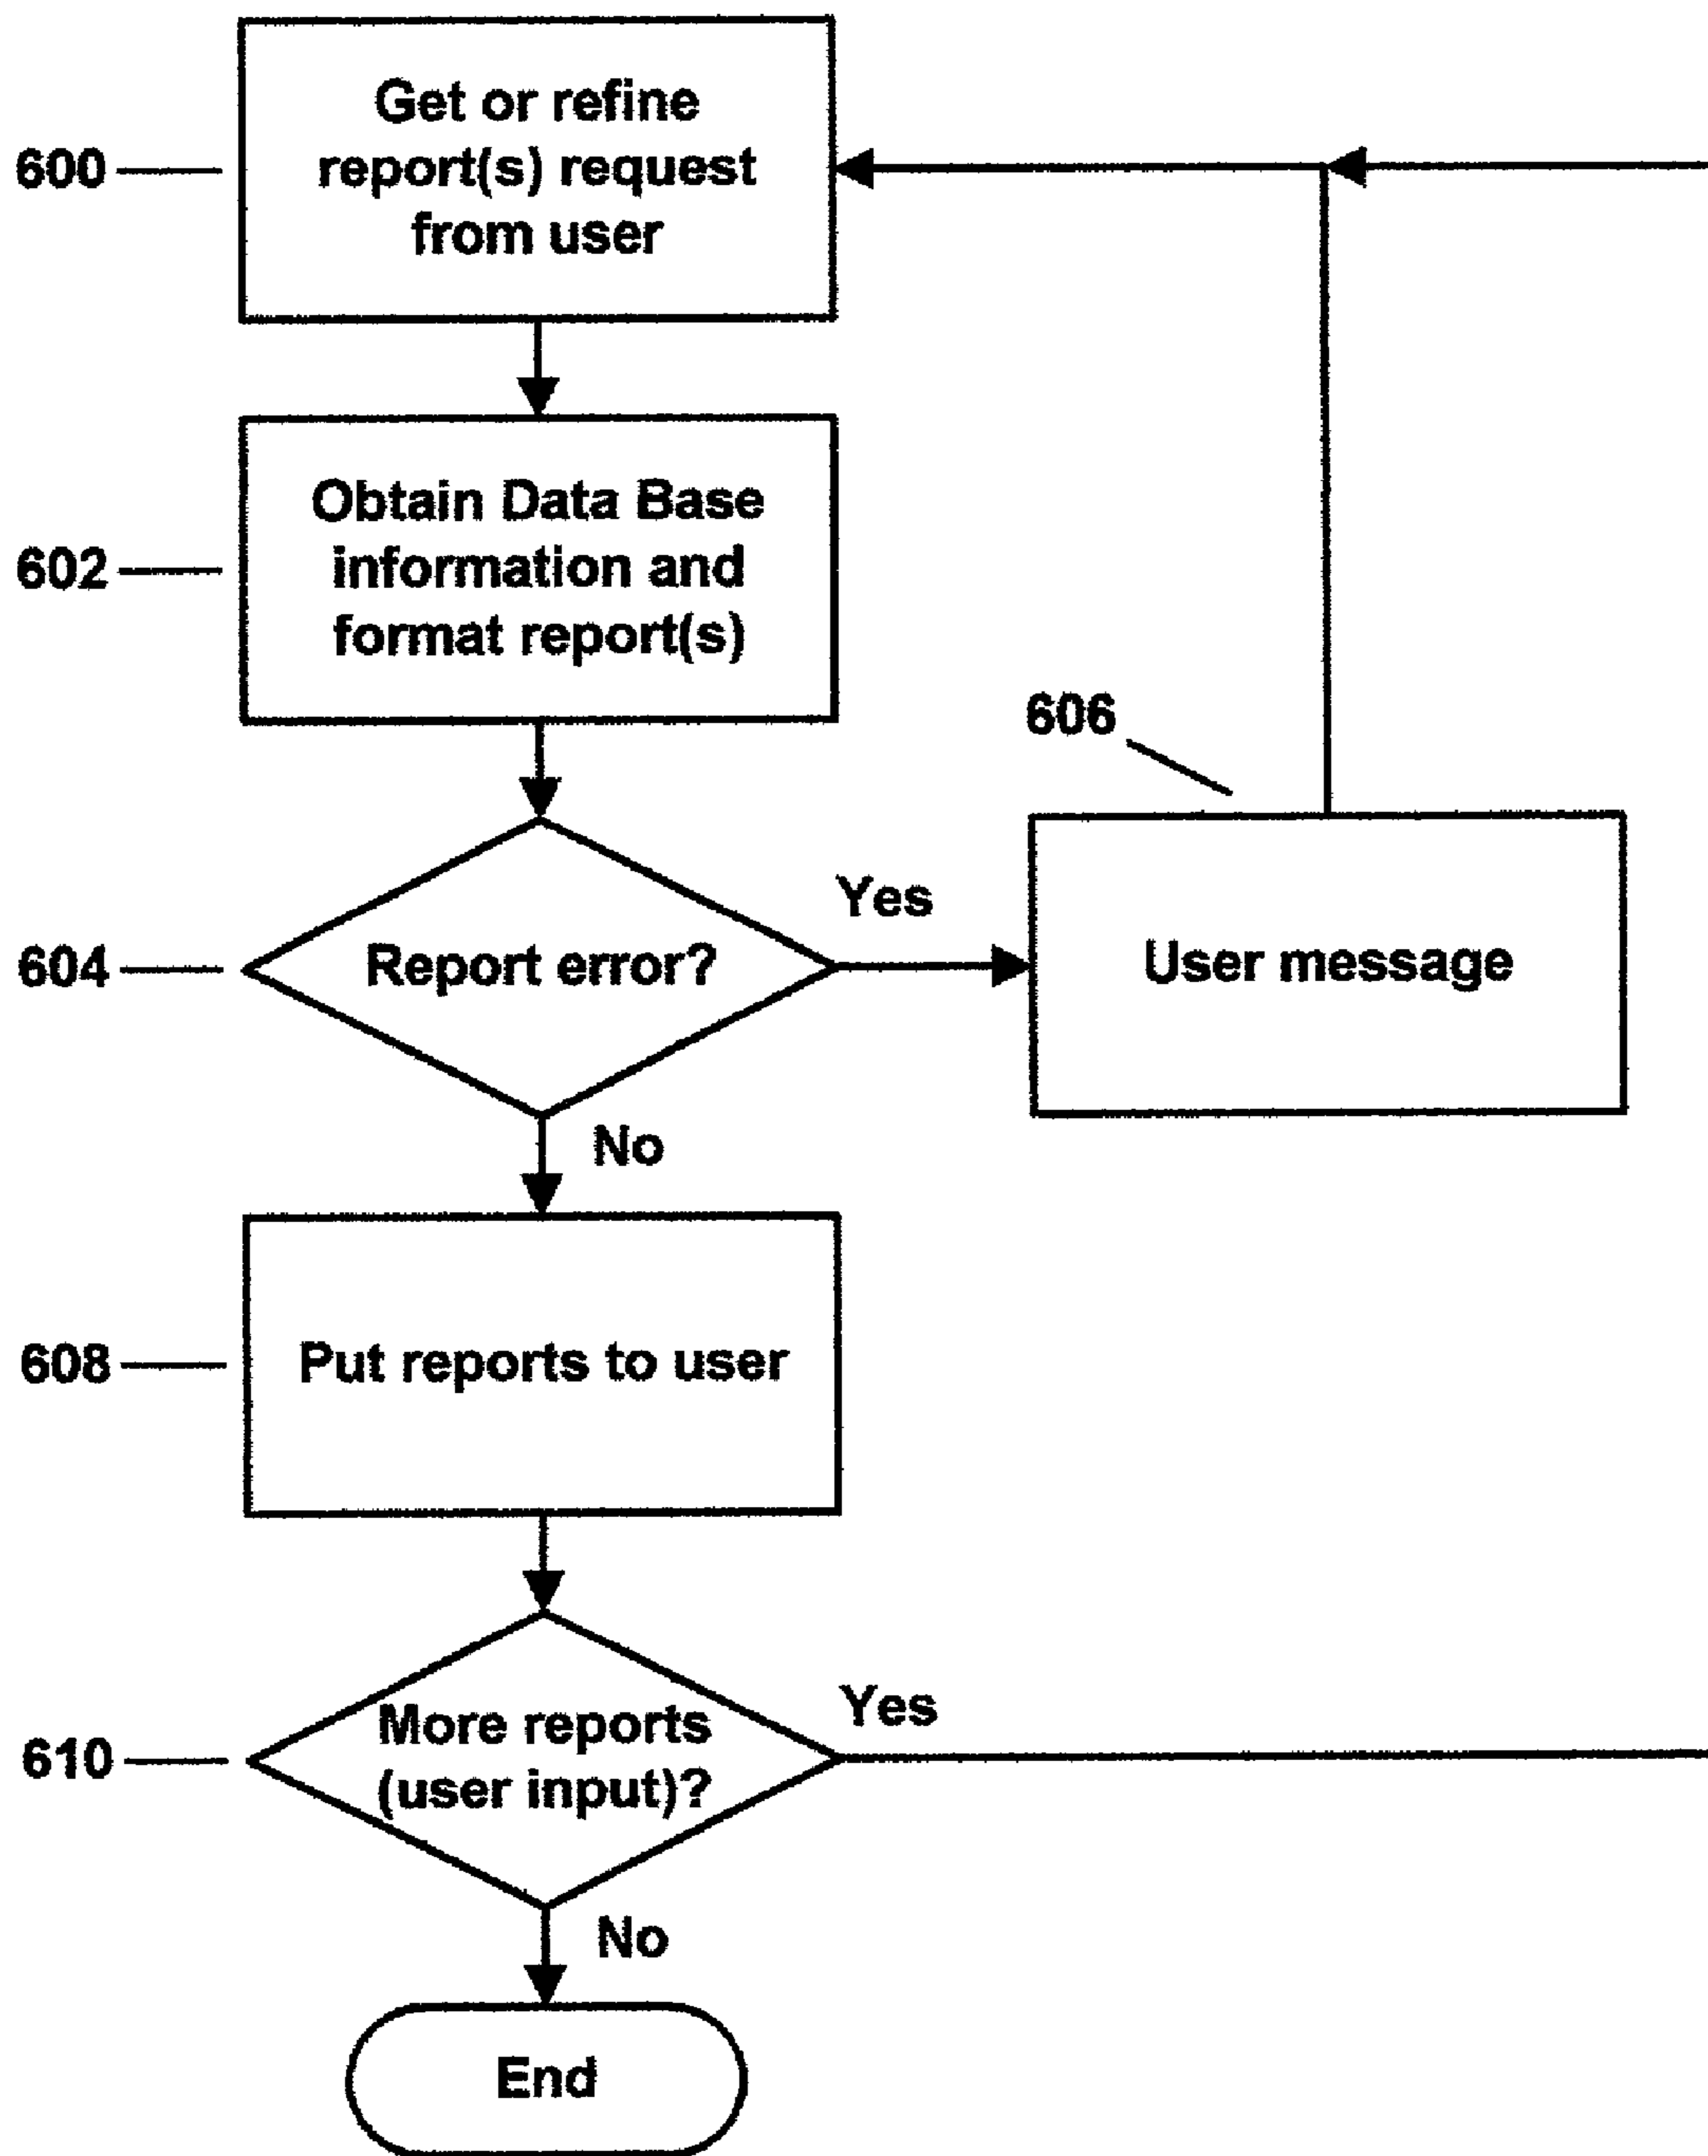 600
Get or refine
report(s) request
from user
602
Obtain Data Base
information and
format report(s)
606
604
Report error?
Yes
User message
No
608
Put reports to user
610
More reports
(user input)?
Yes
No
End